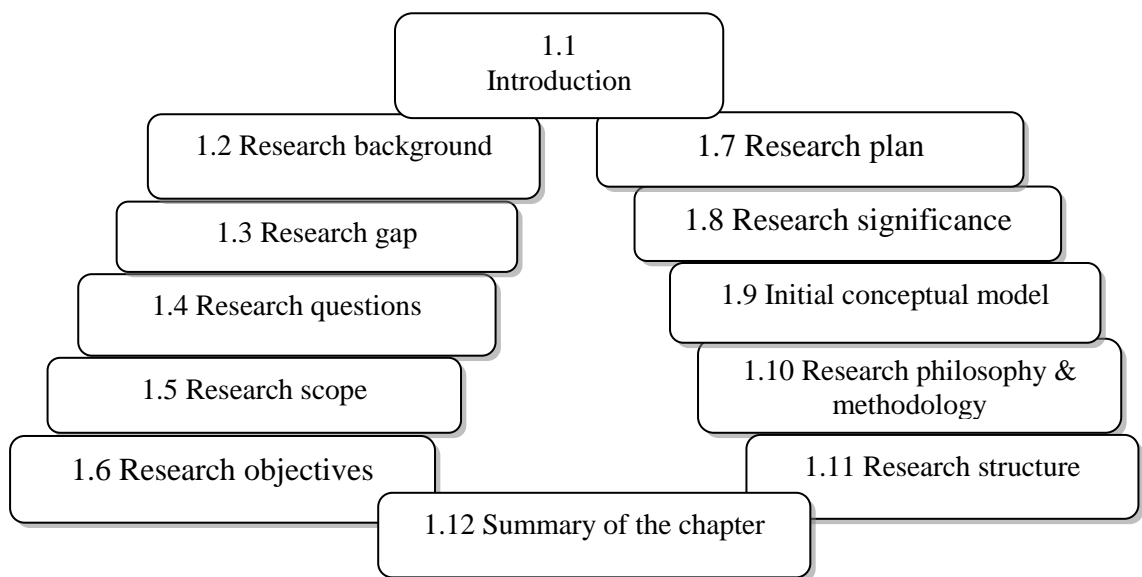 1.1
Introduction
1.2 Research background
1.3 Research gap
1.4 Research questions
1.5 Research scope
1.6 Research objectives
1.7 Research plan
1.8 Research significance
1.9 Initial conceptual model
1.10 Research philosophy &
methodology
1.11 Research structure
1.12 Summary of the chapter